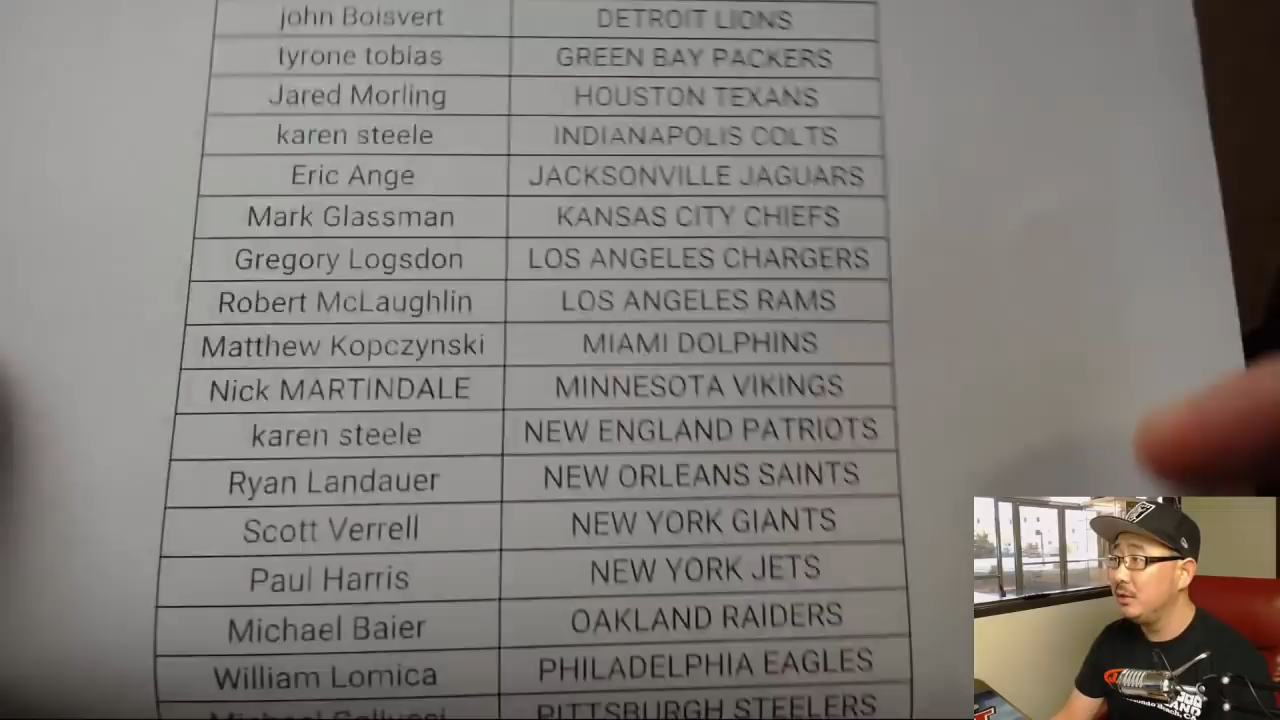 john Boisvert DETROIT LIONS
tyrone tobias GREEN BAY PACKERS
Jared Morling HOUSTON TEXANS
karen steele INDIANAPOLIS COLTS
Eric Ange JACKSONVILLE JAGUARS
Mark Glassman KANSAS CITY CHIEFS
Gregory Logsdon LOS ANGELES CHARGERS
Robert McLaughlin LOS ANGELES RAMS
Matthew Kopczynski MIAMI DOLPHINS
Nick MARTINDALE MINNESOTA VIKINGS
karen steele NEW ENGLAND PATRIOTS
Ryan Landauer NEW ORLEANS SAINTS
Scott Verrell NEW YORK GIANTS
Paul Harris NEW YORK JETS
Michael Baier OAKLAND RAIDERS
William Lomica PHILADELPHIA EAGLES
Michael PITTSBURGH STEELERS